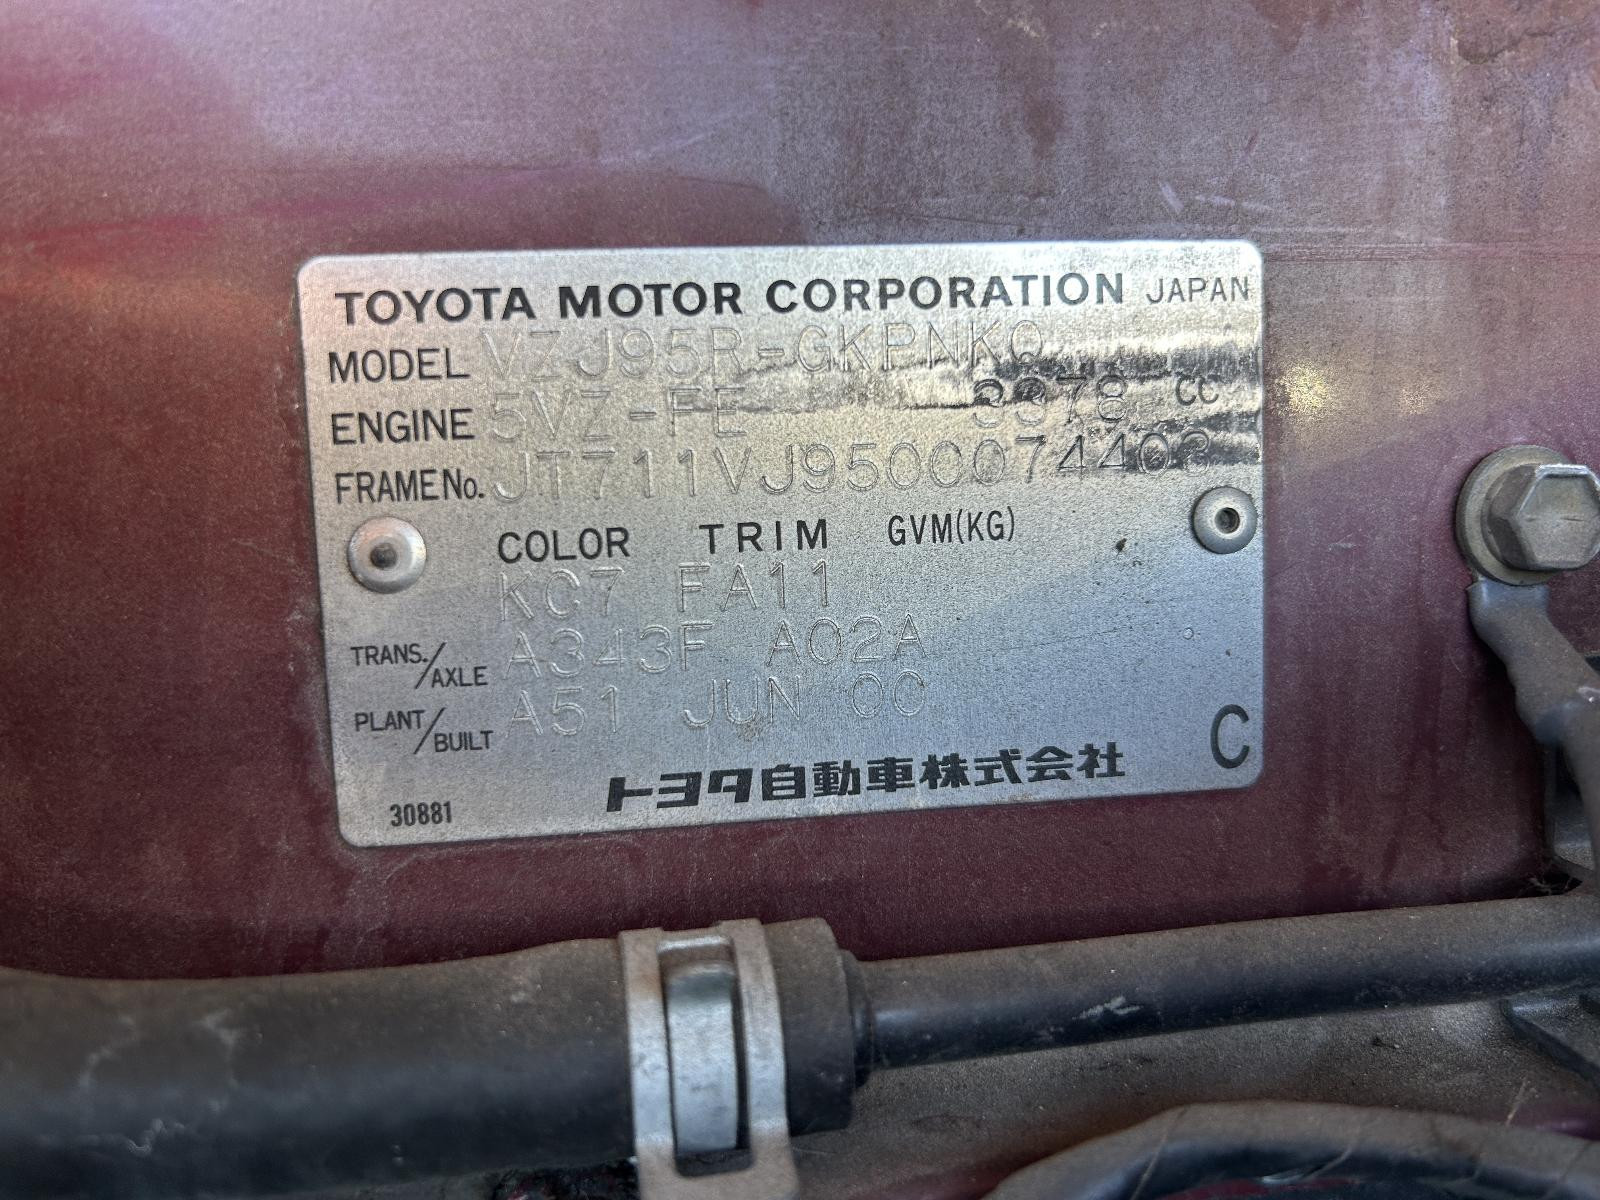 TOYOTA MOTOR CORPORATION JAPAN
MODEL VZJ95R-GKPNKQ
ENGINE 5VZ-FE 3378 CC
FRAME No. JT711VJ9500074403
COLOR TRIM GVM(KG)
KC7 FA11
TRANS./AXLE A343F A02A
PLANT/BUILT A51 JUN 00
トヨタ自動車株式会社 C
30881